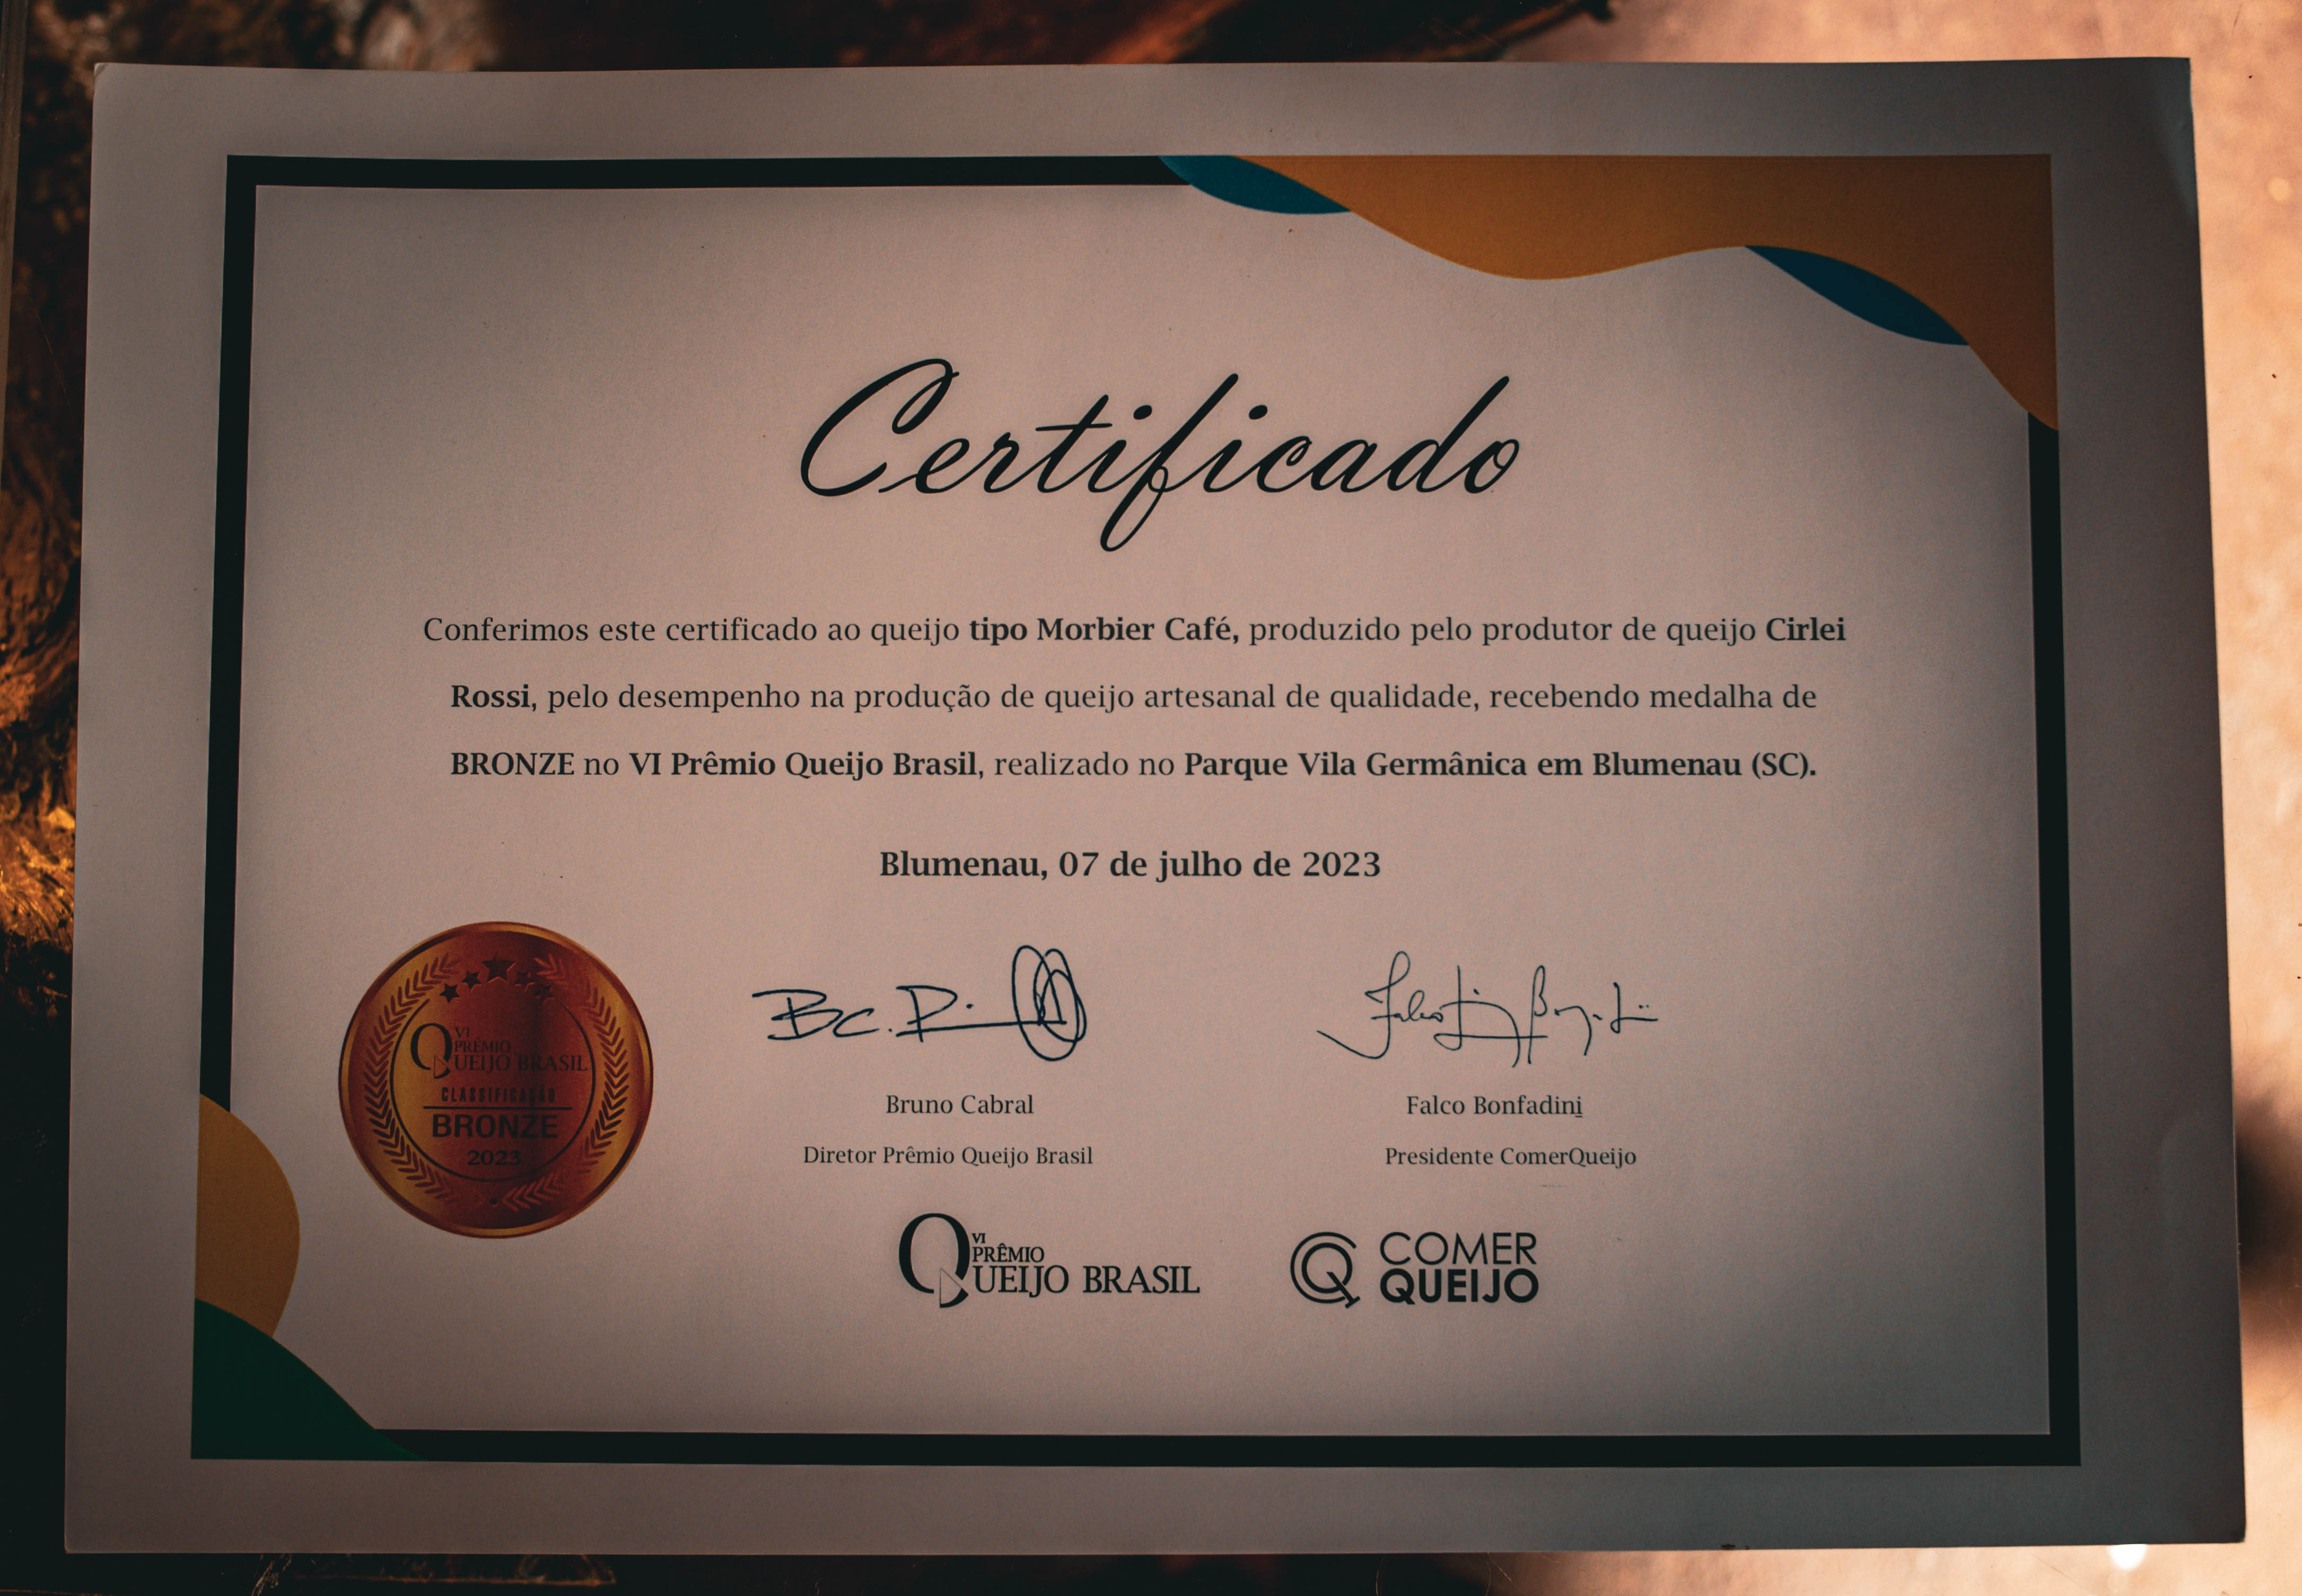 Certificado
Conferimos este certificado ao queijo tipo Morbier Café, produzido pelo produtor de queijo Cirlei
Rossi, pelo desempenho na produção de queijo artesanal de qualidade, recebendo medalha de
BRONZE no VI Prêmio Queijo Brasil, realizado no Parque Vila Germânica em Blumenau (SC).
Blumenau, 07 de julho de 2023
VI
PRÊMIO
QUEIJO BRASIL
CLASSIFICAÇÃO
BRONZE
2023
Bruno Cabral
Diretor Prêmio Queijo Brasil
Falco Bonfadini
Presidente ComerQueijo
VI
PRÊMIO
QUEIJO BRASIL
COMER
QUEIJO